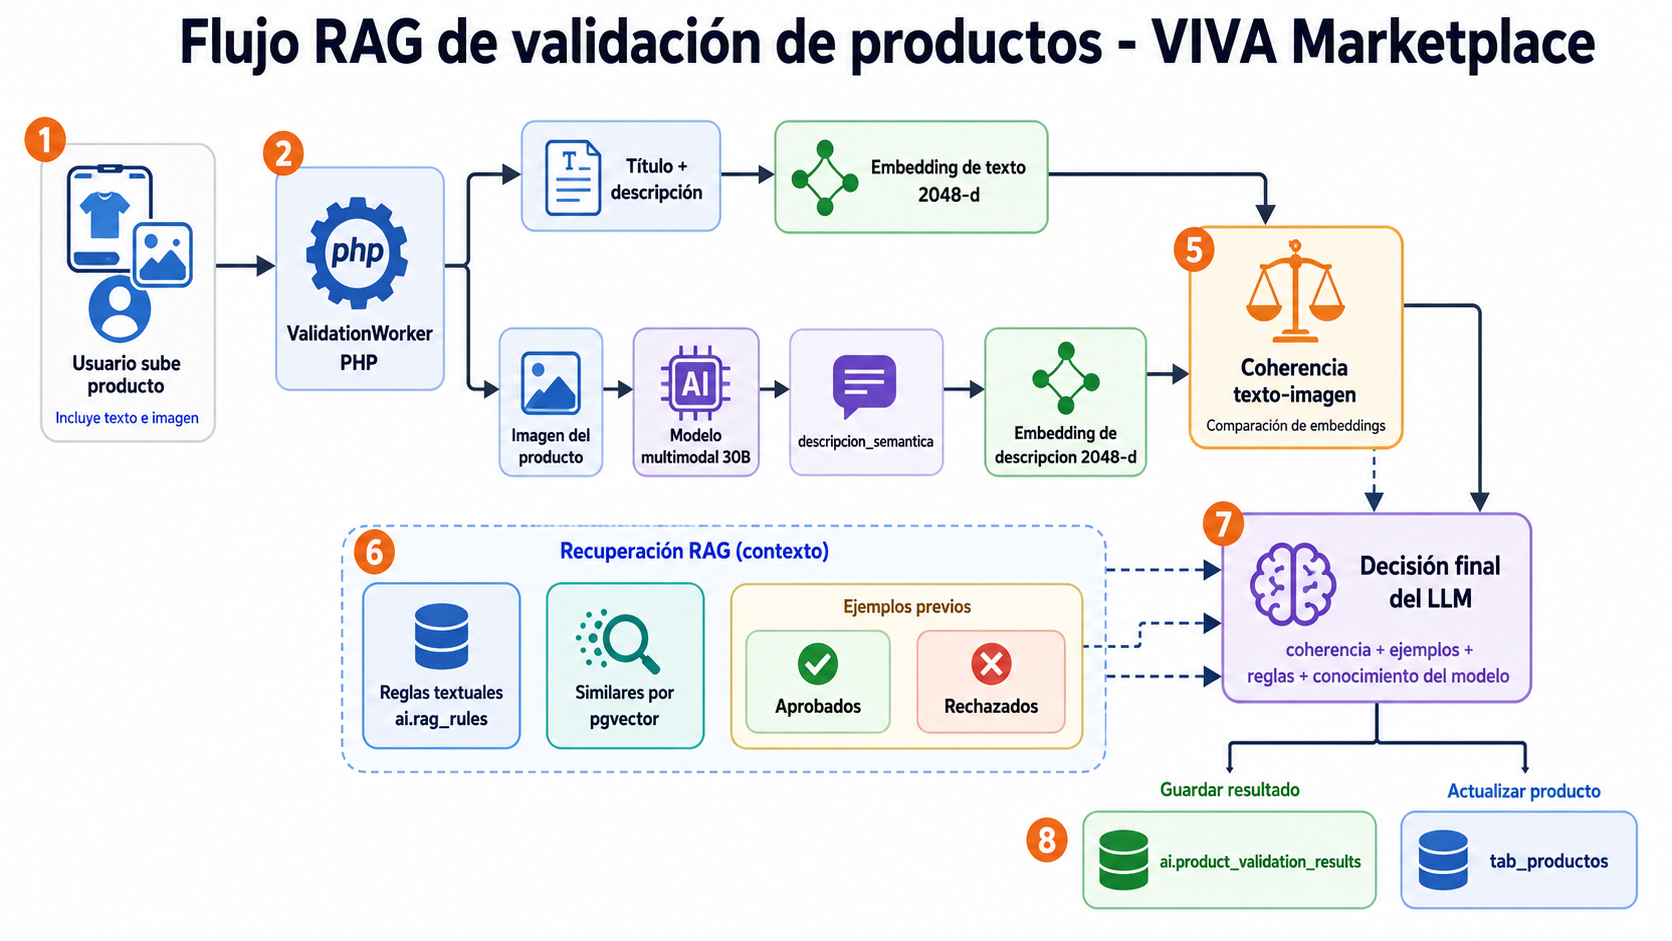 Flujo RAG de validación de productos - VIVA Marketplace
1
Usuario sube
producto
Incluye texto e imagen
2
php
ValidationWorker
PHP
T
Título +
descripción
Embedding de texto
2048-d
Imagen del
producto
AI
Modelo
multimodal 30B
descripcion_semantica
Embedding de
descripcion 2048-d
5
Coherencia
texto-imagen
Comparación de embeddings
6
Recuperación RAG (contexto)
Reglas textuales
ai.rag_rules
Similares por
pgvector
Ejemplos previos
Aprobados
Rechazados
7
Decisión final
del LLM
coherencia + ejemplos +
reglas + conocimiento del modelo
8
Guardar resultado
ai.product_validation_results
Actualizar producto
tab_productos